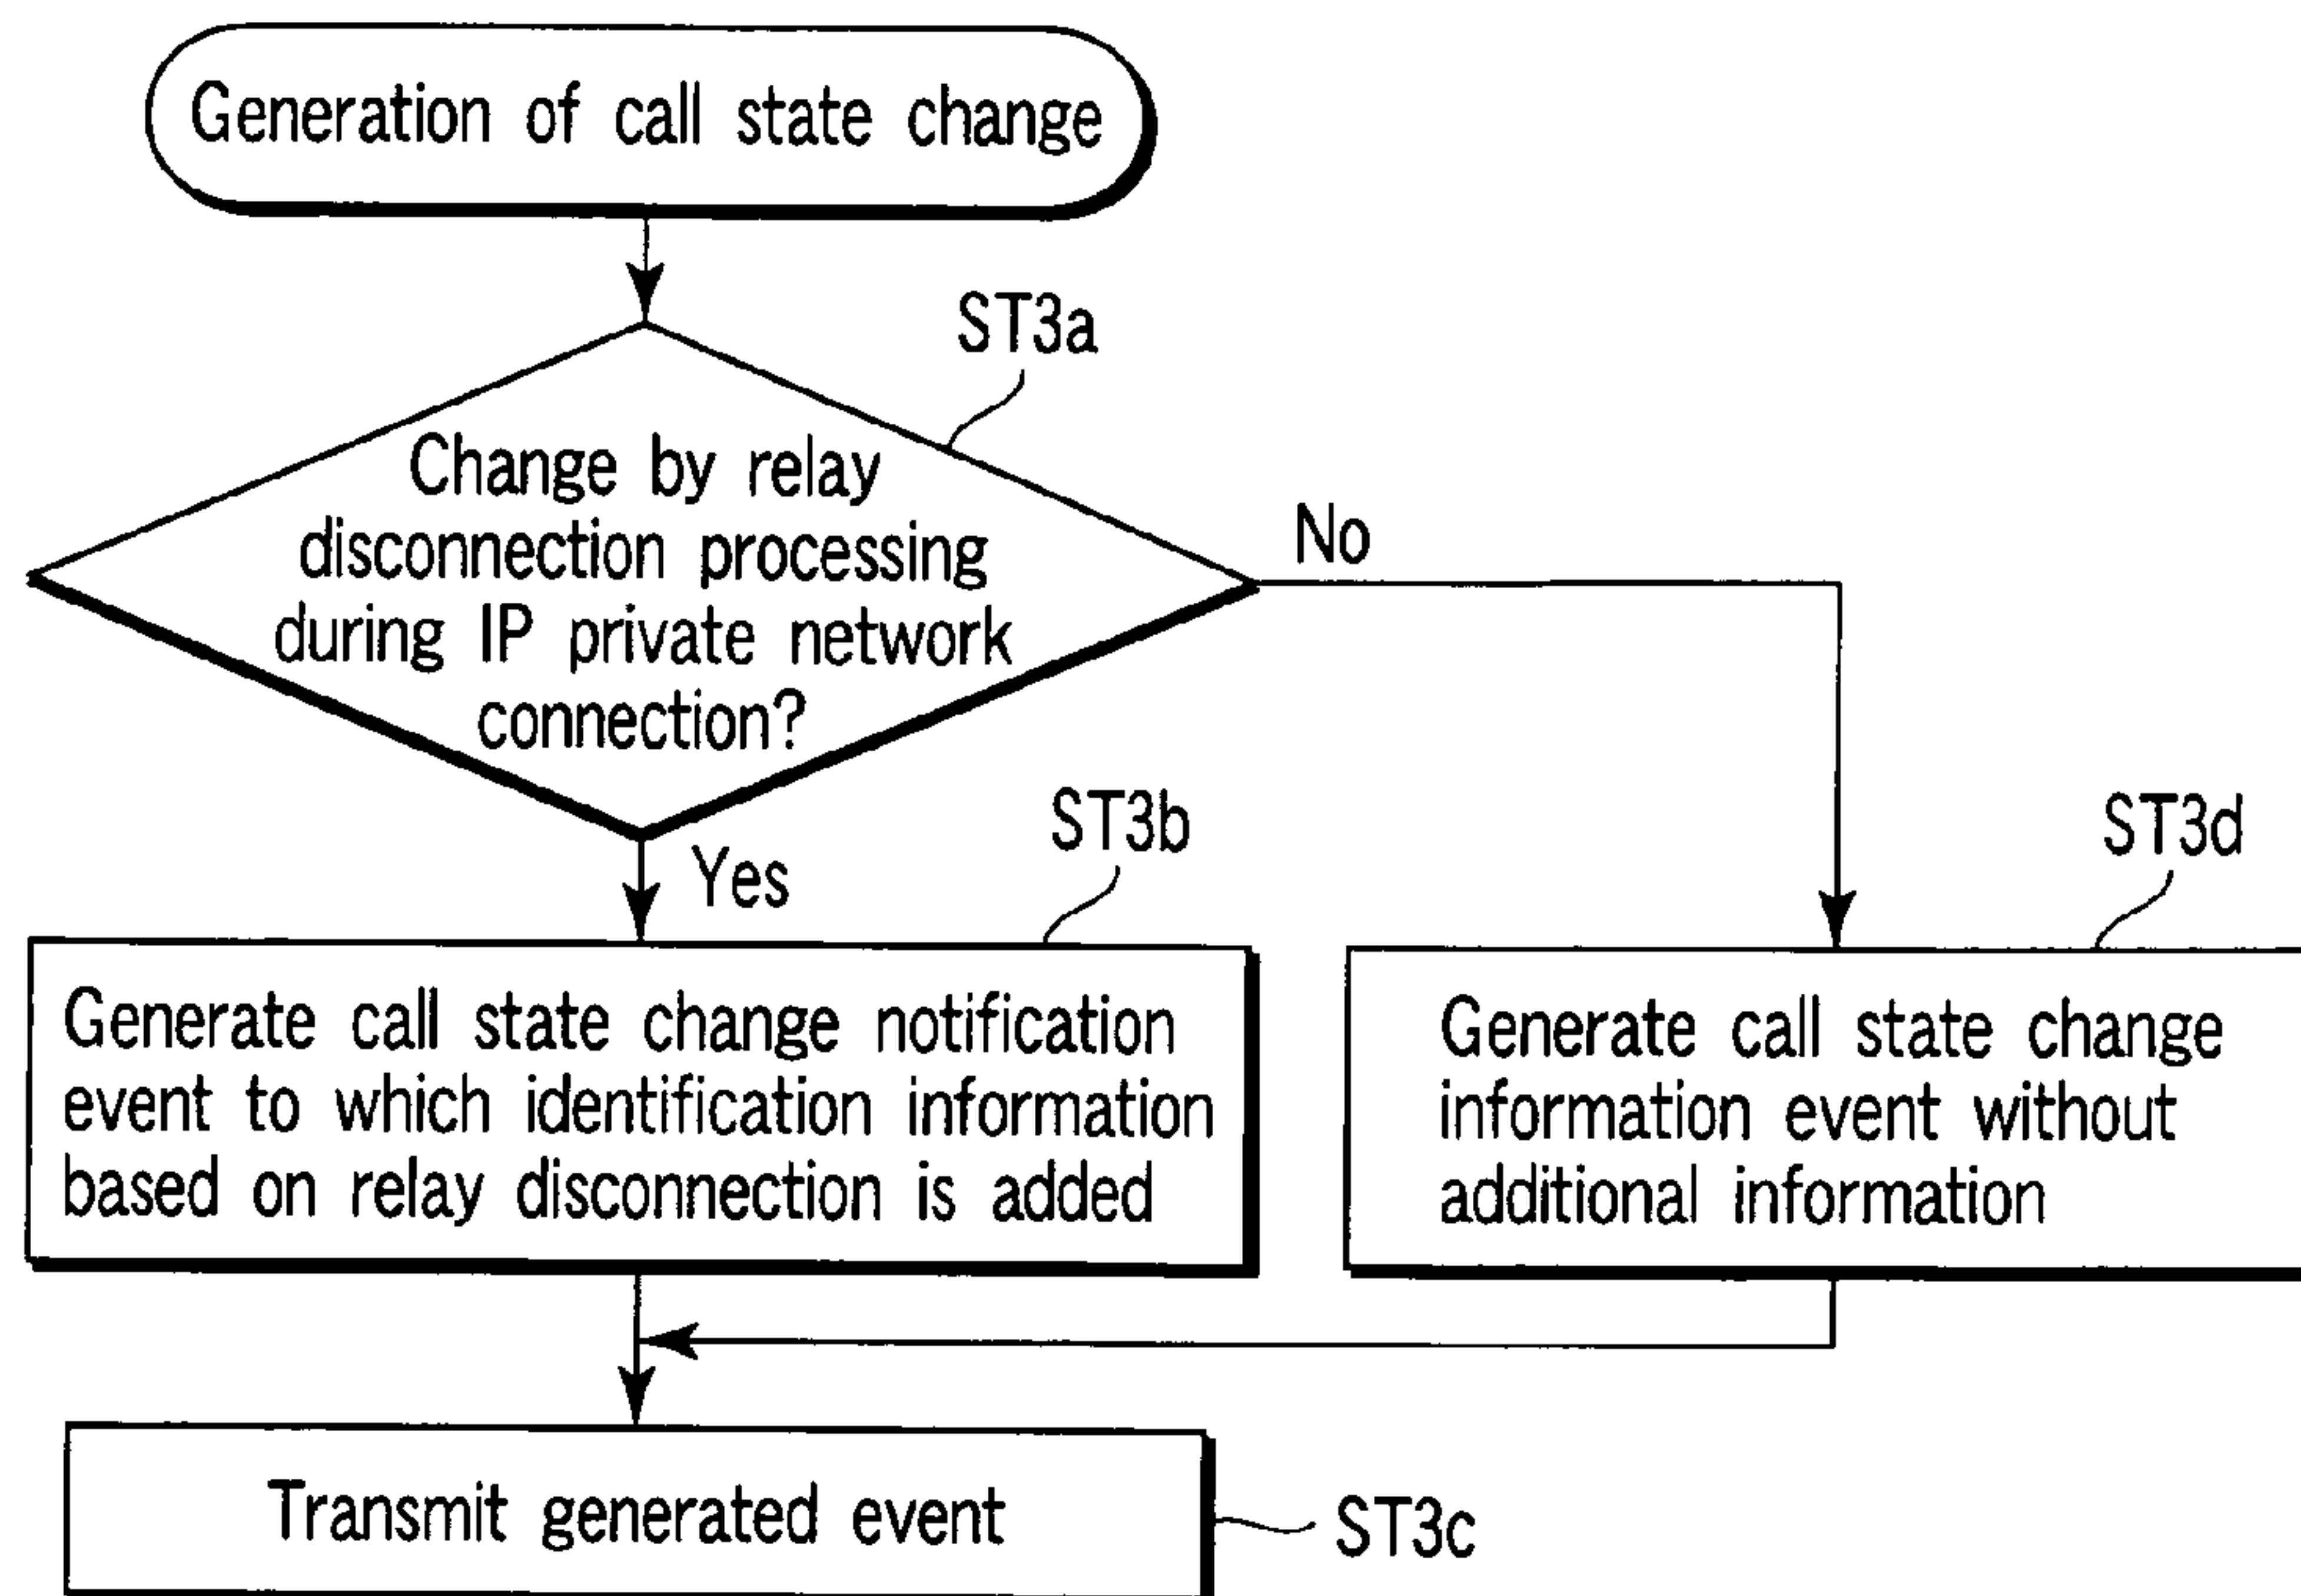 Generation of call state change
ST3a
Change by relay
disconnection processing
during IP private network
connection?
No
Yes
ST3b
ST3d
Generate call state change notification
event to which identification information
based on relay disconnection is added
Generate call state change
information event without
additional information
Transmit generated event
ST3c